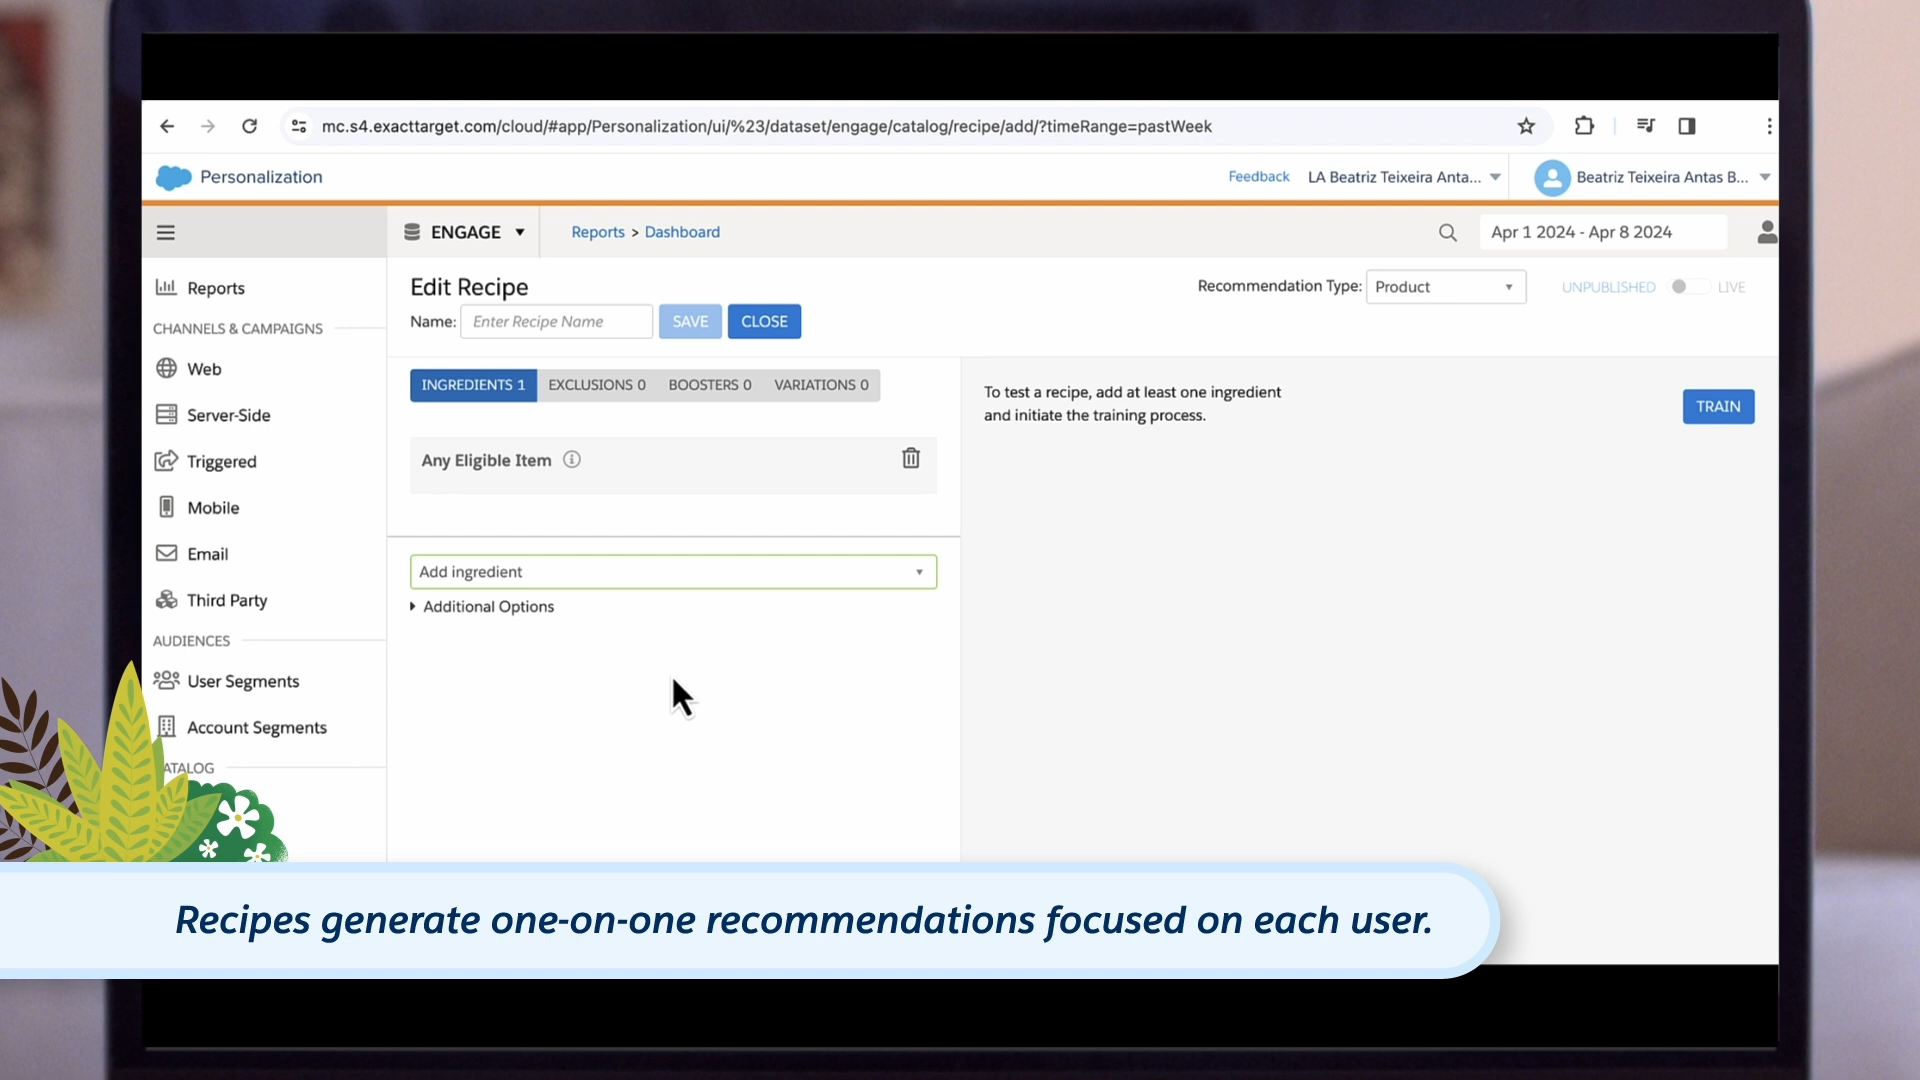 mc.s4.exacttarget.com/cloud/#app/Personalization/ui/%23/dataset/engage/catalog/recipe/add/?timeRange=pastWeek
Personalization
Feedback LA Beatriz Teixeira Anta... Beatriz Teixeira Antas B...
ENGAGE Reports > Dashboard Apr 1 2024 - Apr 8 2024
Reports
CHANNELS & CAMPAIGNS
Web
Server-Side
Triggered
Mobile
Email
Third Party
AUDIENCES
User Segments
Account Segments
ATALOG
Edit Recipe
Recommendation Type: Product UNPUBLISHED LIVE
Name: Enter Recipe Name SAVE CLOSE
INGREDIENTS 1 EXCLUSIONS 0 BOOSTERS 0 VARIATIONS 0
Any Eligible Item
Add ingredient
Additional Options
To test a recipe, add at least one ingredient
and initiate the training process.
TRAIN
Recipes generate one-on-one recommendations focused on each user.